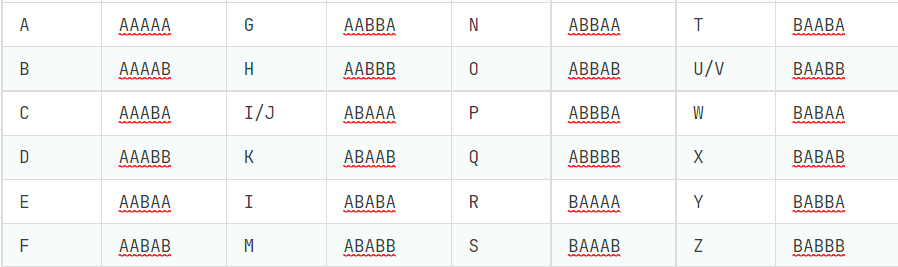 A AAAAA G AABBA N ABBAA T BAABA
B AAAAB H AABBB O ABBAB U/V BAABB
C AAABA I/J ABAAA P ABBBA W BABAA
D AAABB K ABAAB Q ABBBB X BABAB
E AABAA I ABABA R BAAAA Y BABBA
F AABAB M ABABB S BAAAB Z BABBB